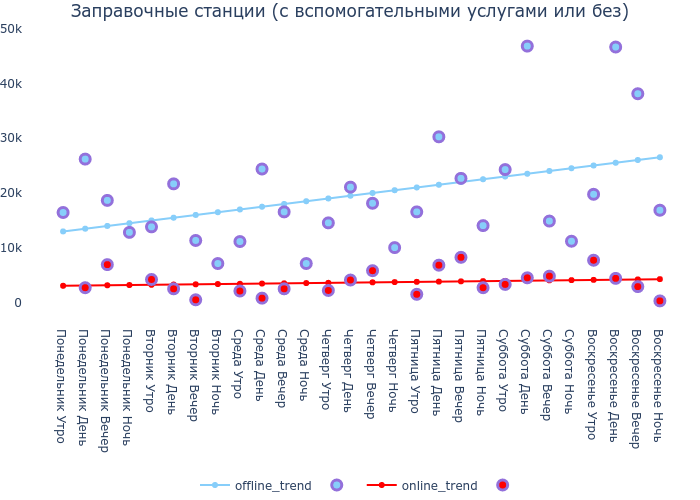 Заправочные станции (с вспомогательными услугами или без)
50k
40k
30k
20k
10k
0
Понедельник Утро
Понедельник День
Понедельник Вечер
Понедельник Ночь
Вторник Утро
Вторник День
Вторник Вечер
Вторник Ночь
Среда Утро
Среда День
Среда Вечер
Среда Ночь
Четверг Утро
Четверг День
Четверг Вечер
Четверг Ночь
Пятница Утро
Пятница День
Пятница Вечер
Пятница Ночь
Суббота Утро
Суббота День
Суббота Вечер
Суббота Ночь
Воскресенье Утро
Воскресенье День
Воскресенье Вечер
Воскресенье Ночь
offline_trend
online_trend